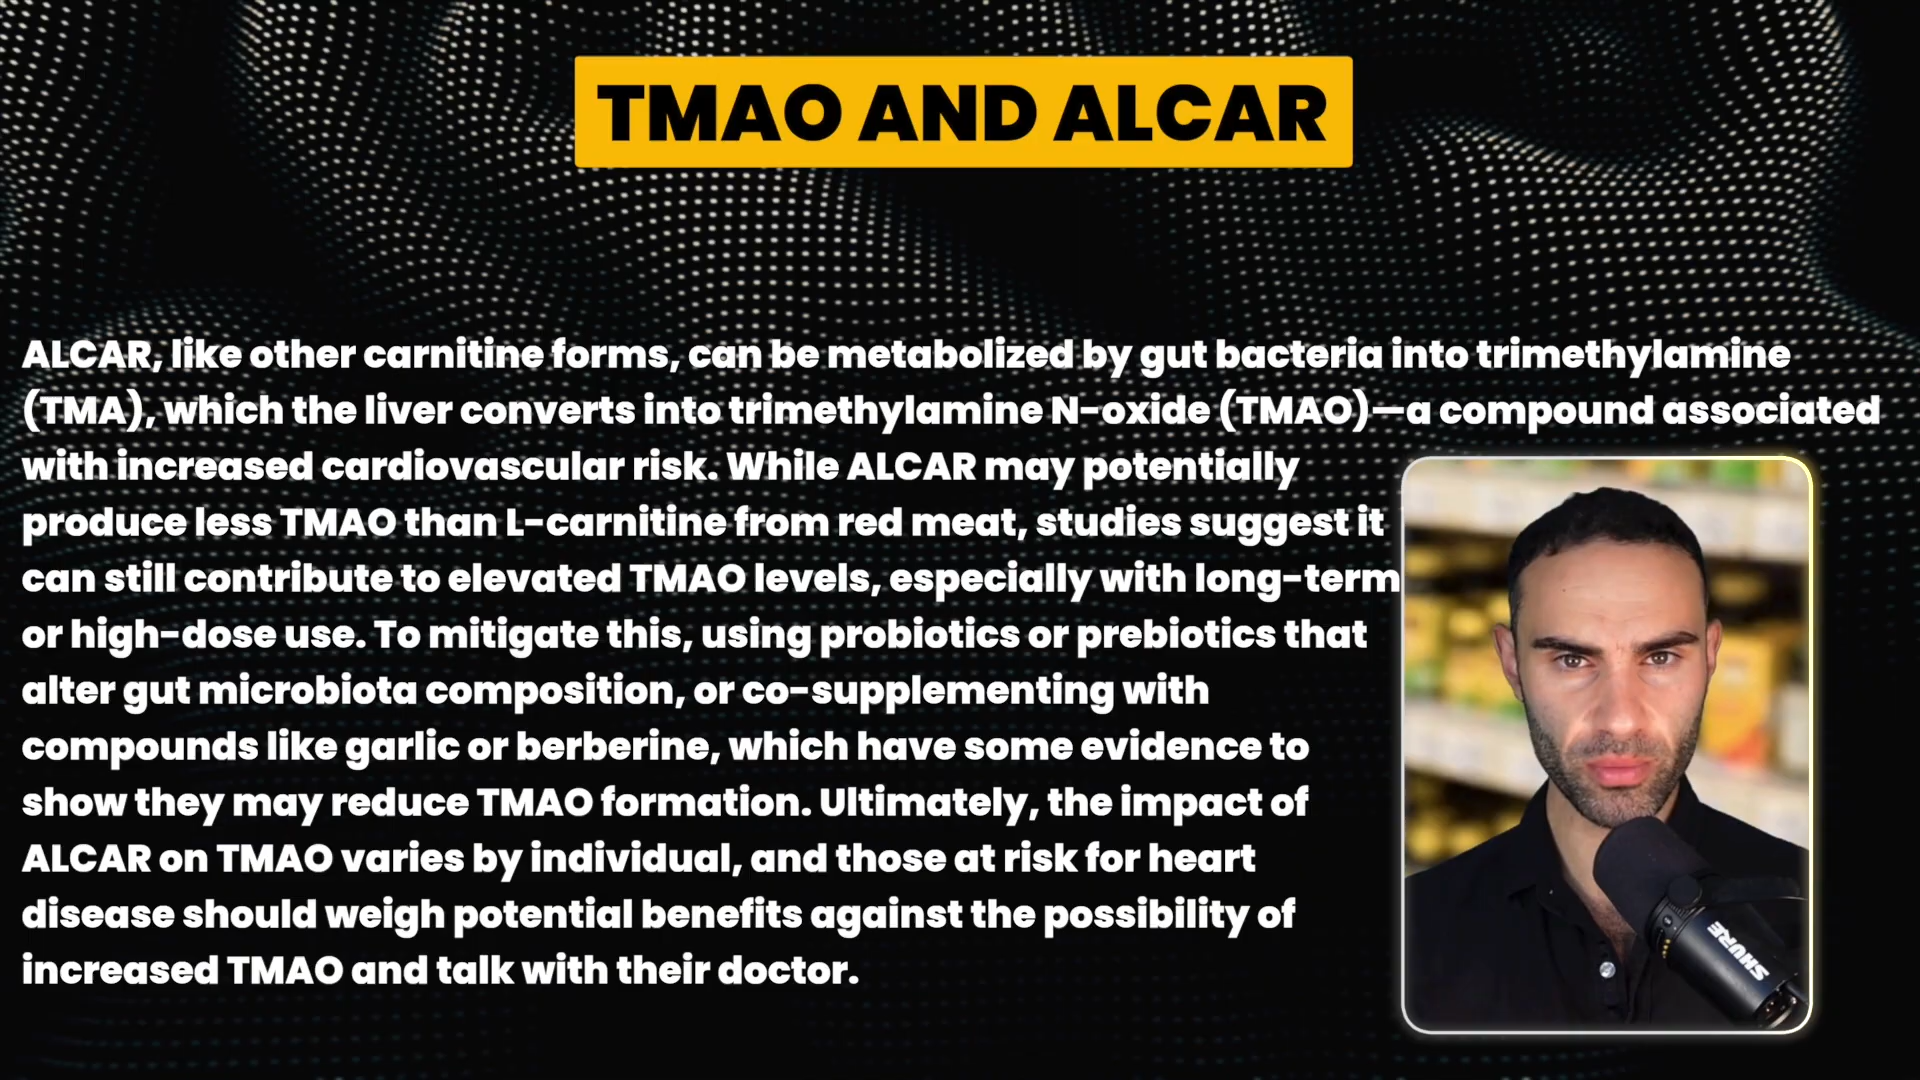 TMAO AND ALCAR
ALCAR, like other carnitine forms, can be metabolized by gut bacteria into trimethylamine
(TMA), which the liver converts into trimethylamine N-oxide (TMAO)—a compound associated
with increased cardiovascular risk. While ALCAR may potentially
produce less TMAO than L-carnitine from red meat, studies suggest it
can still contribute to elevated TMAO levels, especially with long-term
or high-dose use. To mitigate this, using probiotics or prebiotics that
alter gut microbiota composition, or co-supplementing with
compounds like garlic or berberine, which have some evidence to
show they may reduce TMAO formation. Ultimately, the impact of
ALCAR on TMAO varies by individual, and those at risk for heart
disease should weigh potential benefits against the possibility of
increased TMAO and talk with their doctor.
SHURE